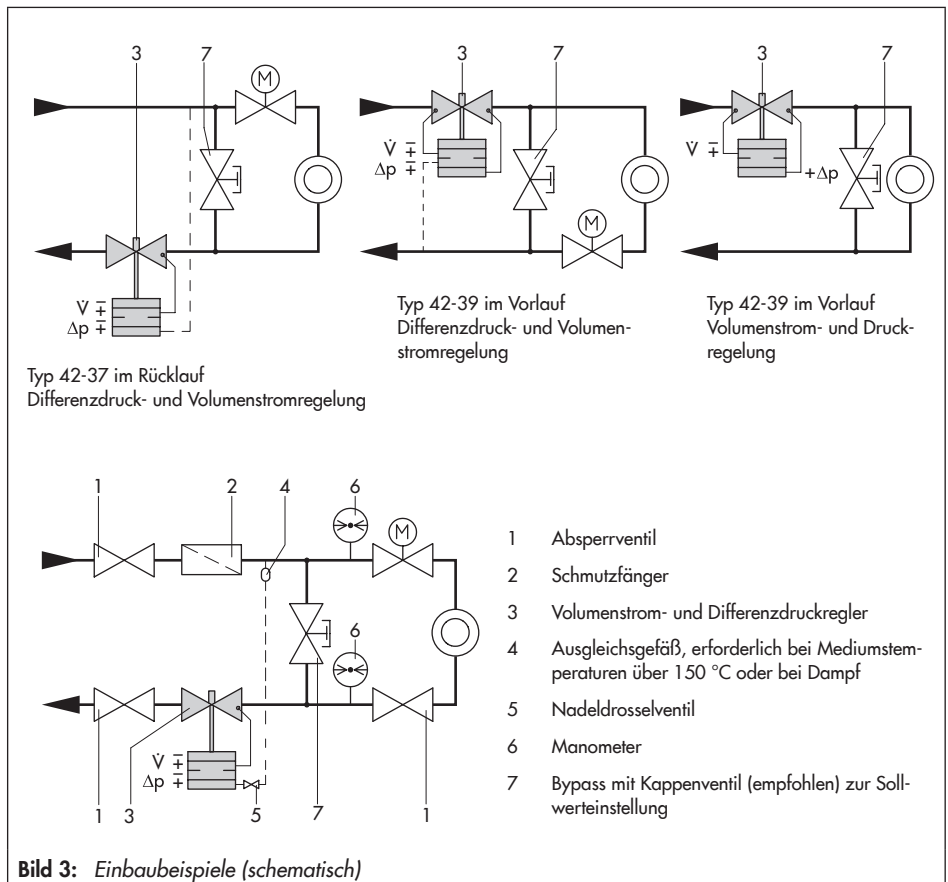 3 7
M
V̇ ∓
Δp ∓
Typ 42-37 im Rücklauf
Differenzdruck- und Volumenstromregelung
3 7
V̇ ∓
Δp ∓
M
Typ 42-39 im Vorlauf
Differenzdruck- und Volumen-
stromregelung
3 7
V̇ ∓
+Δp
Typ 42-39 im Vorlauf
Volumenstrom- und Druck-
regelung
1 2 4 6
M
6
V̇ ∓
Δp ∓
1 3 5 7 1
1 Absperrventil
2 Schmutzfänger
3 Volumenstrom- und Differenzdruckregler
4 Ausgleichsgefäß, erforderlich bei Mediumstem-
peraturen über 150 °C oder bei Dampf
5 Nadeldrosselventil
6 Manometer
7 Bypass mit Kappenventil (empfohlen) zur Soll-
werteinstellung
Bild 3: Einbaubeispiele (schematisch)